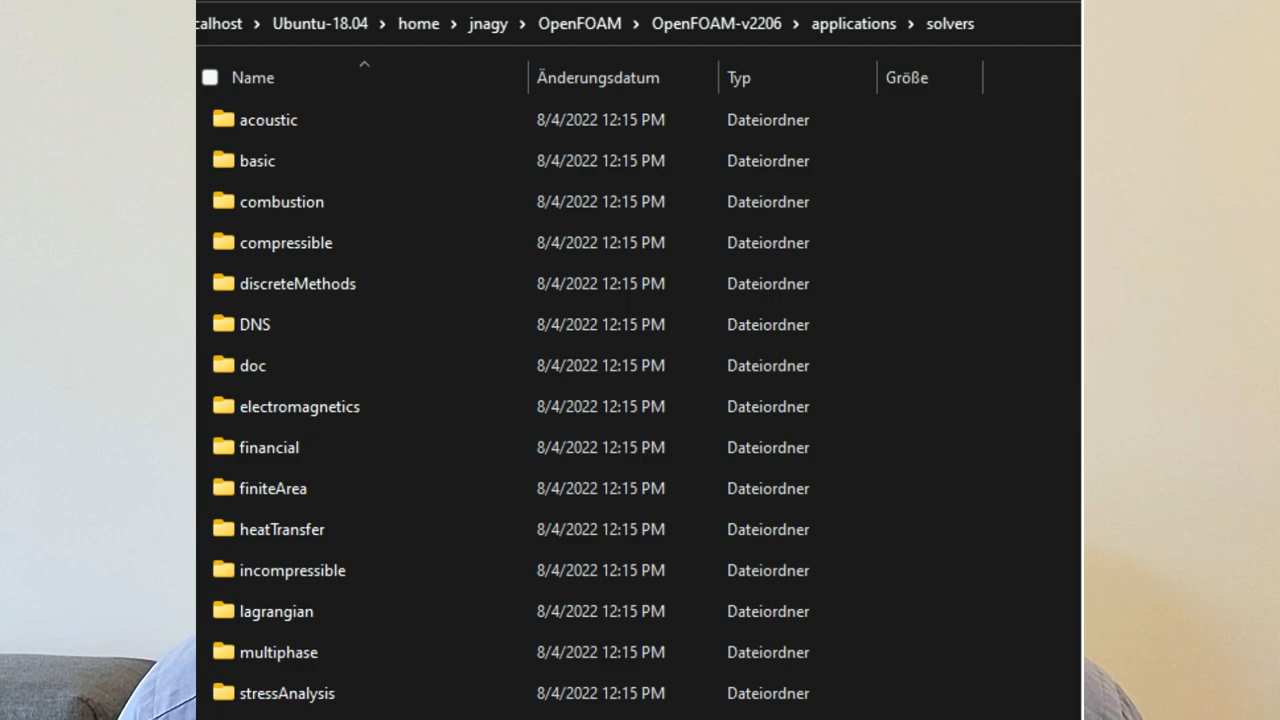 calhost > Ubuntu-18.04 > home > jnagy > OpenFOAM > OpenFOAM-v2206 > applications > solvers
Name Änderungsdatum Typ Größe
acoustic 8/4/2022 12:15 PM Dateiordner
basic 8/4/2022 12:15 PM Dateiordner
combustion 8/4/2022 12:15 PM Dateiordner
compressible 8/4/2022 12:15 PM Dateiordner
discreteMethods 8/4/2022 12:15 PM Dateiordner
DNS 8/4/2022 12:15 PM Dateiordner
doc 8/4/2022 12:15 PM Dateiordner
electromagnetics 8/4/2022 12:15 PM Dateiordner
financial 8/4/2022 12:15 PM Dateiordner
finiteArea 8/4/2022 12:15 PM Dateiordner
heatTransfer 8/4/2022 12:15 PM Dateiordner
incompressible 8/4/2022 12:15 PM Dateiordner
lagrangian 8/4/2022 12:15 PM Dateiordner
multiphase 8/4/2022 12:15 PM Dateiordner
stressAnalysis 8/4/2022 12:15 PM Dateiordner